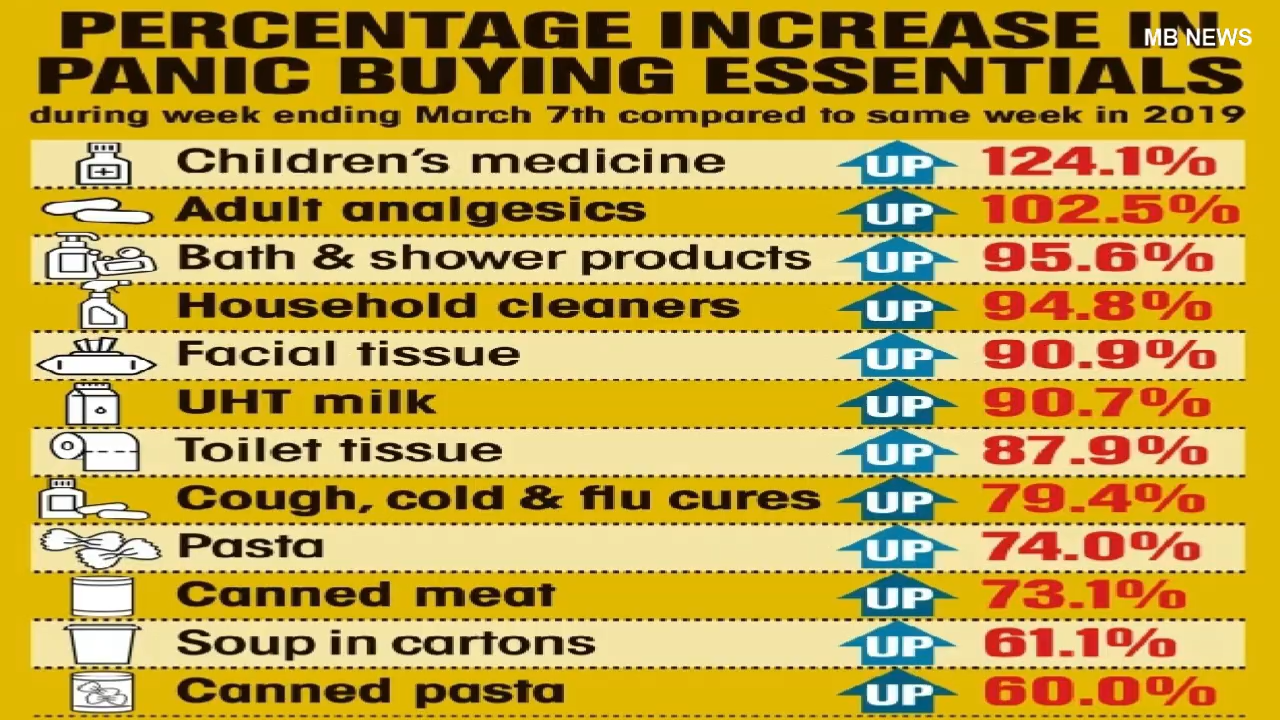 PERCENTAGE INCREASE IN
MB NEWS
PANIC BUYING ESSENTIALS
during week ending March 7th compared to same week in 2019
Children's medicine UP 124.1%
Adult analgesics UP 102.5%
Bath & shower products UP 95.6%
Household cleaners UP 94.8%
Facial tissue UP 90.9%
UHT milk UP 90.7%
Toilet tissue UP 87.9%
Cough, cold & flu cures UP 79.4%
Pasta UP 74.0%
Canned meat UP 73.1%
Soup in cartons UP 61.1%
Canned pasta UP 60.0%